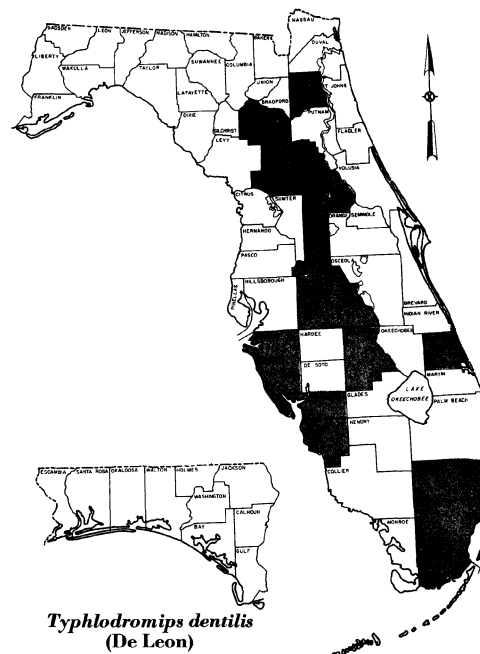 NASSAU
GADSDEN
LEON
JEFFERSON
MADISON
HAMILTON
BAKER
DUVAL
LIBERTY
WAKULLA
TAYLOR
SUWANNEE
COLUMBIA
UNION
ST JOHNS
FRANKLIN
LAFAYETTE
BRADFORD
PUTNAM
DIXIE
GILCHRIST
FLAGLER
LEVY
VOLUSIA
CITRUS
SUMTER
ORANGE
SEMINOLE
HERNANDO
PASCO
OSCEOLA
HILLSBOROUGH
PINELLAS
BREVARD
INDIAN RIVER
HARDEE
OKEECHOBEE
DE SOTO
MARTIN
GLADES
LAKE
OKEECHOBEE
PALM BEACH
HENDRY
COLLIER
MONROE
ESCAMBIA
SANTA ROSA
OKALOOSA
WALTON
HOLMES
JACKSON
WASHINGTON
BAY
CALHOUN
GULF
Typhlodromips dentilis
(De Leon)